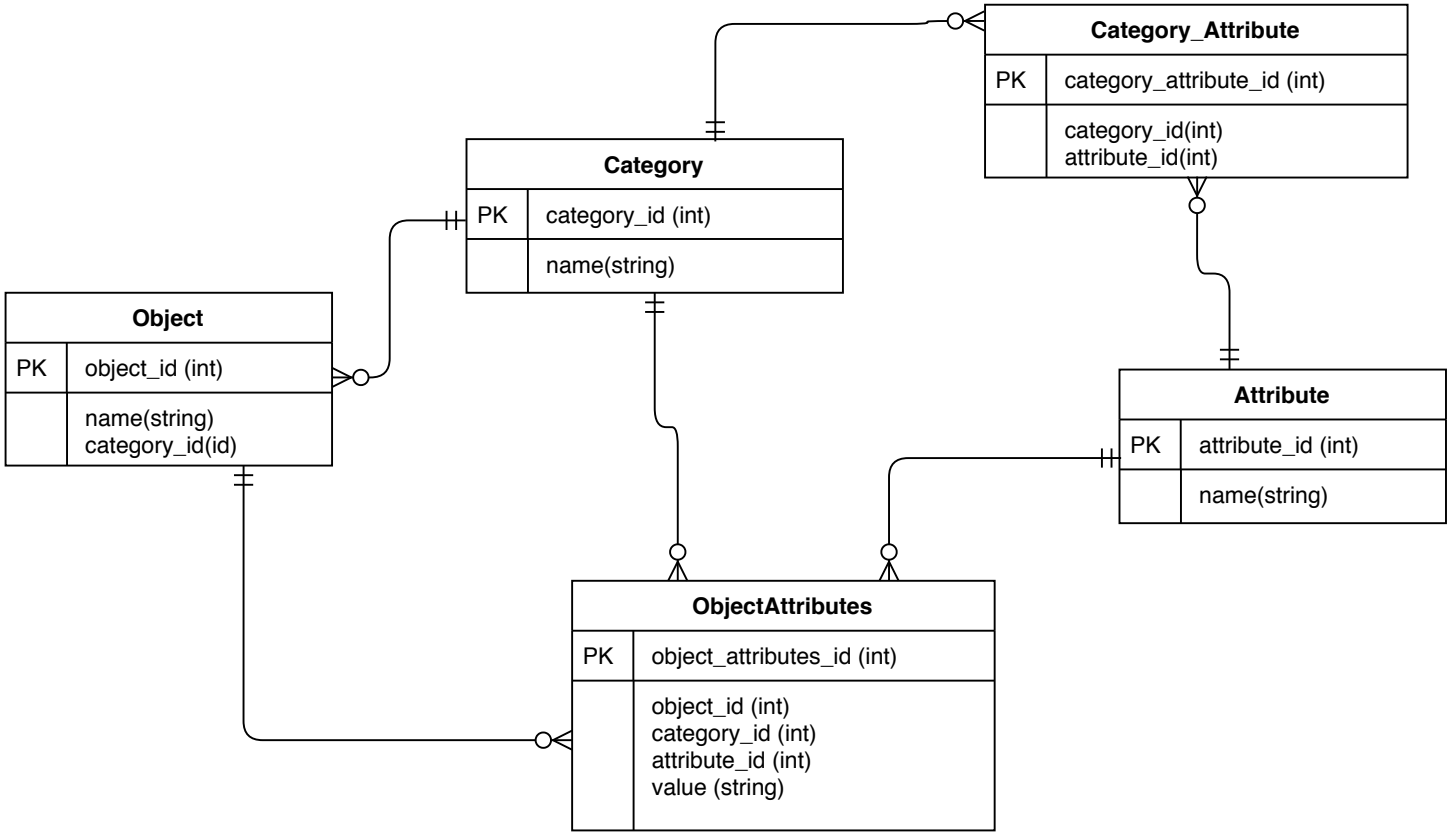 Category_Attribute
PK category_attribute_id (int)
category_id(int)
attribute_id(int)
Category
PK category_id (int)
name(string)
Object
PK object_id (int)
name(string)
category_id(id)
Attribute
PK attribute_id (int)
name(string)
ObjectAttributes
PK object_attributes_id (int)
object_id (int)
category_id (int)
attribute_id (int)
value (string)